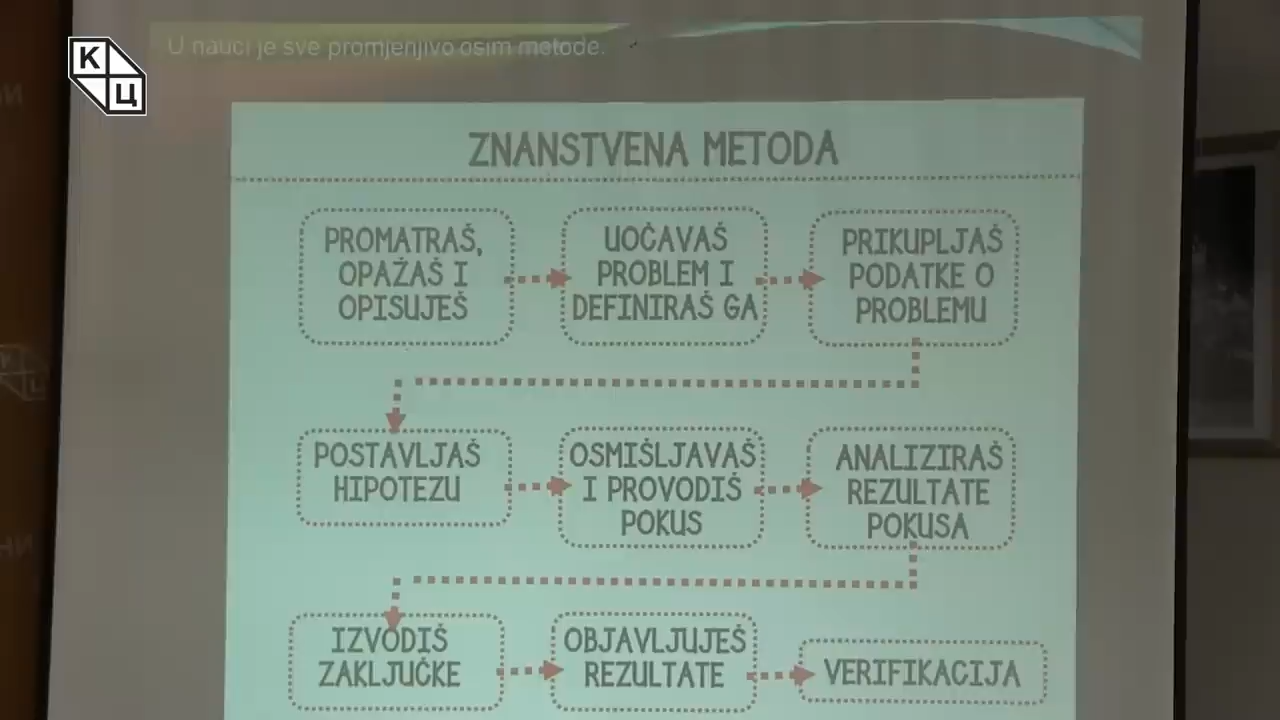 К
Ц
U nauci je sve promjenjivo osim metode.
ZNANSTVENA METODA
PROMATRAŠ,
OPAŽAŠ I
OPISUJEŠ
UOČAVAŠ
PROBLEM I
DEFINIRAŠ GA
PRIKUPLJAŠ
PODATKE O
PROBLEMU
POSTAVLJAŠ
HIPOTEZU
OSMIŠLJAVAŠ
I PROVODIŠ
POKUS
ANALIZIRAŠ
REZULTATE
POKUSA
IZVODIŠ
ZAKLJUČKE
OBJAVLJUJEŠ
REZULTATE
VERIFIKACIJA